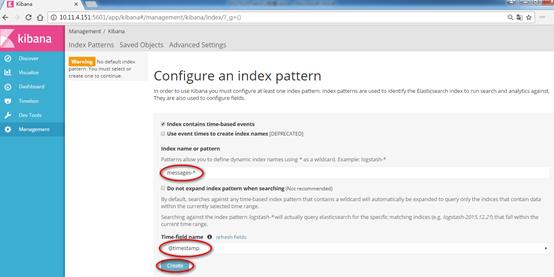 Kibana
10.11.4.151:5601/app/kibana#/management/kibana/index/?_g=()
kibana
Discover
Visualize
Dashboard
Timelion
Dev Tools
Management
Management / Kibana
Index Patterns Saved Objects Advanced Settings
Warning No default index
pattern. You must select or
create one to continue.
Configure an index pattern
In order to use Kibana you must configure at least one index pattern. Index patterns are used to identify the Elasticsearch index to run search and analytics against.
They are also used to configure fields.
Index contains time-based events
Use event times to create index names [DEPRECATED]
Index name or pattern
Patterns allow you to define dynamic index names using * as a wildcard. Example: logstash-*
messages-*
Do not expand index pattern when searching (Not recommended)
By default, searches against any time-based index pattern that contains a wildcard will automatically be expanded to query only the indices that contain data
within the currently selected time range.
Searching against the index pattern logstash-* will actually query elasticsearch for the specific matching indices (e.g. logstash-2015.12.21) that fall within the
current time range.
Time-field name refresh fields
@timestamp
Create